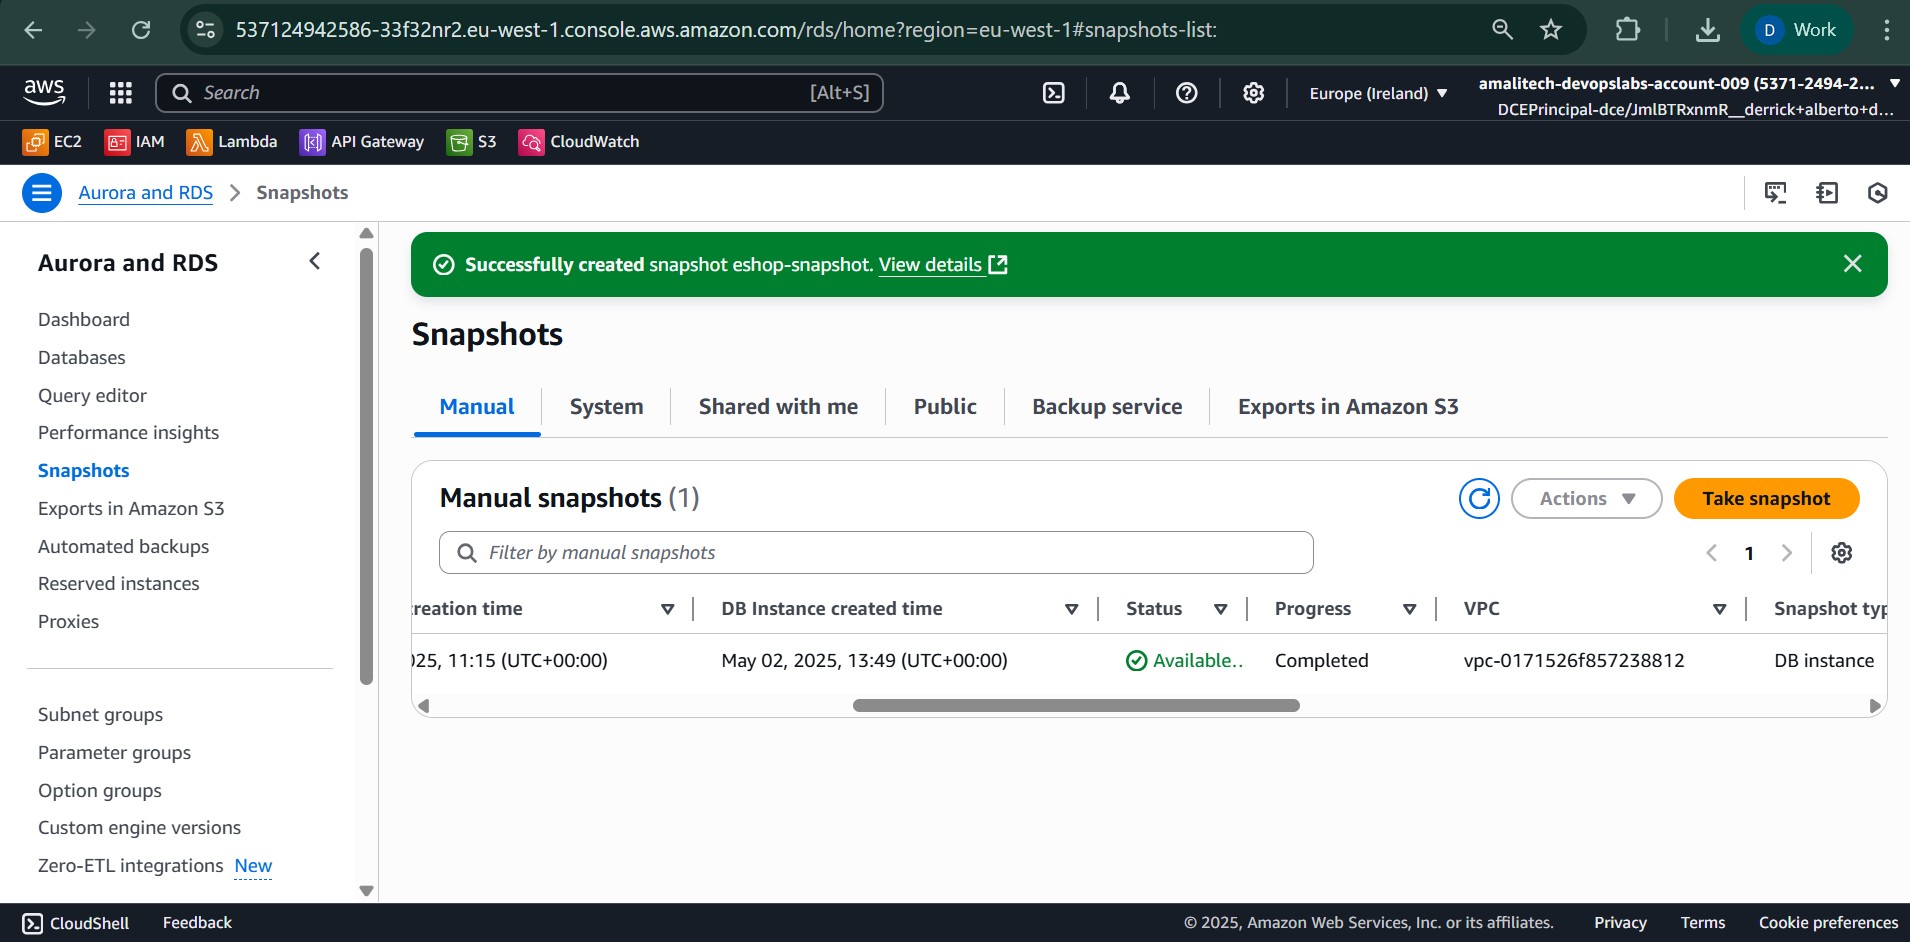 537124942586-33f32nr2.eu-west-1.console.aws.amazon.com/rds/home?region=eu-west-1#snapshots-list:
D Work
aws
Search [Alt+S]
Europe (Ireland)
amalitech-devopslabs-account-009 (5371-2494-2...
DCEPrincipal-dce/JmlBTRxnmR__derrick+alberto+d...
EC2 IAM Lambda API Gateway S3 CloudWatch
Aurora and RDS > Snapshots
Aurora and RDS
Dashboard
Databases
Query editor
Performance insights
Snapshots
Exports in Amazon S3
Automated backups
Reserved instances
Proxies
Subnet groups
Parameter groups
Option groups
Custom engine versions
Zero-ETL integrations New
Successfully created snapshot eshop-snapshot. View details
Snapshots
Manual System Shared with me Public Backup service Exports in Amazon S3
Manual snapshots (1)
Actions
Take snapshot
Filter by manual snapshots
1
reation time DB Instance created time Status Progress VPC Snapshot typ
025, 11:15 (UTC+00:00) May 02, 2025, 13:49 (UTC+00:00) Available.. Completed vpc-0171526f857238812 DB instance
CloudShell Feedback
© 2025, Amazon Web Services, Inc. or its affiliates. Privacy Terms Cookie preferences